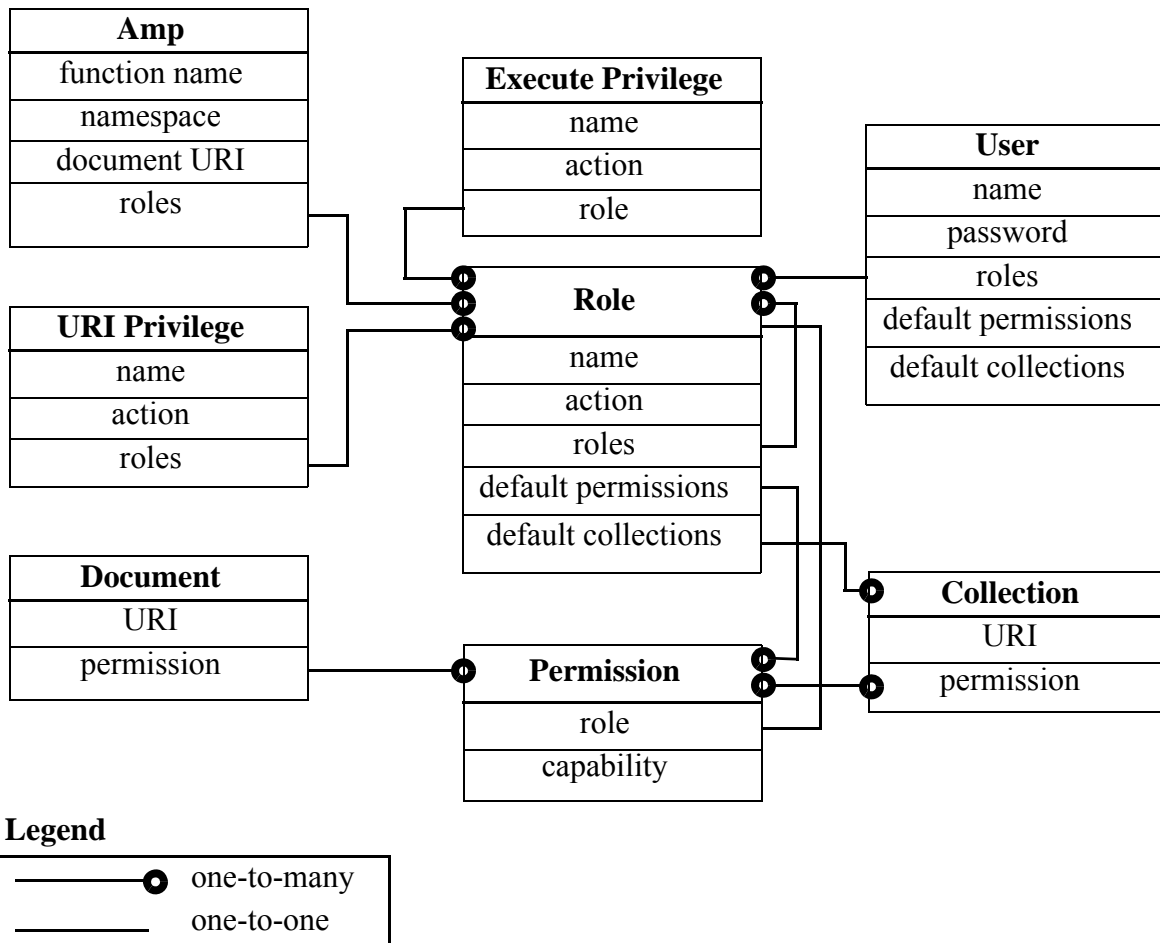 Amp
function name
namespace
document URI
roles
Execute Privilege
name
action
role
User
name
password
roles
default permissions
default collections
URI Privilege
name
action
roles
Role
name
action
roles
default permissions
default collections
Document
URI
permission
Permission
role
capability
Collection
URI
permission
Legend
one-to-many
one-to-one